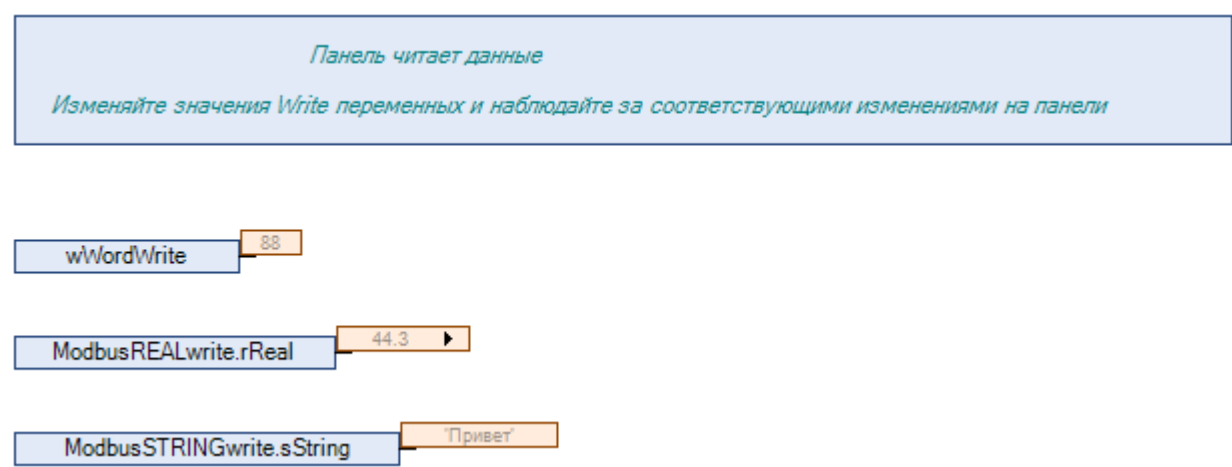 Панель читает данные
Изменяйте значения Write переменных и наблюдайте за соответствующими изменениями на панели
88
wWordWrite
44.3
ModbusREALwrite.rReal
'Привет'
ModbusSTRINGwrite.sString